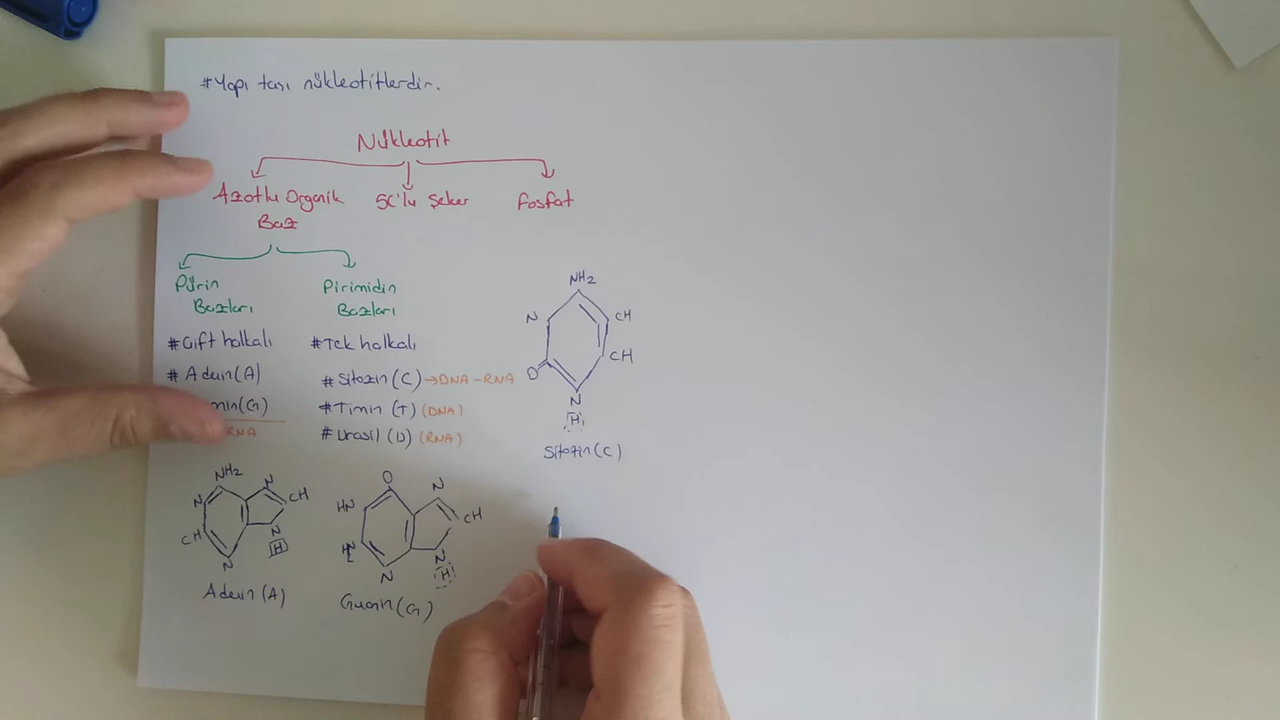 #Yapı taşı nükleotitlerdir.
Nükleotit
Azotlu Organik
Baz
5C'lu Şeker
Fosfat
Pürin
Bazları
#Çift halkalı
#Adenin(A)
nin(G)
RNA
Pirimidin
Bazları
#Tek halkalı
#Sitozin(C)→DNA-RNA
#Timin (T) (DNA)
#Urasil (U) (RNA)
NH2
N
CH
CH
O
N
H
Sitozin(C)
NH2
N
N
CH
CH
N
N
H
Adenin (A)
O
N
HN
CH
N
N
H
Guanin(G)